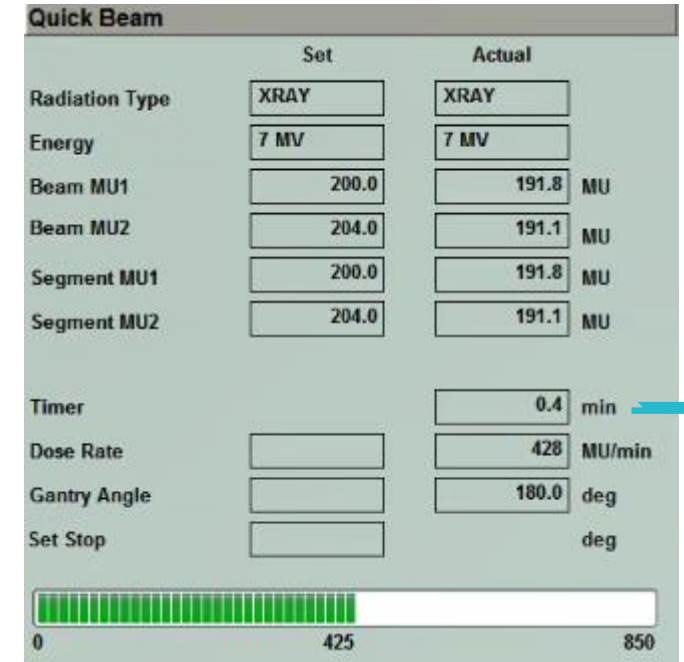 Quick Beam
Set Actual
Radiation Type XRAY XRAY
Energy 7 MV 7 MV
Beam MU1 200.0 191.8 MU
Beam MU2 204.0 191.1 MU
Segment MU1 200.0 191.8 MU
Segment MU2 204.0 191.1 MU
Timer 0.4 min
Dose Rate 428 MU/min
Gantry Angle 180.0 deg
Set Stop deg
0 425 850